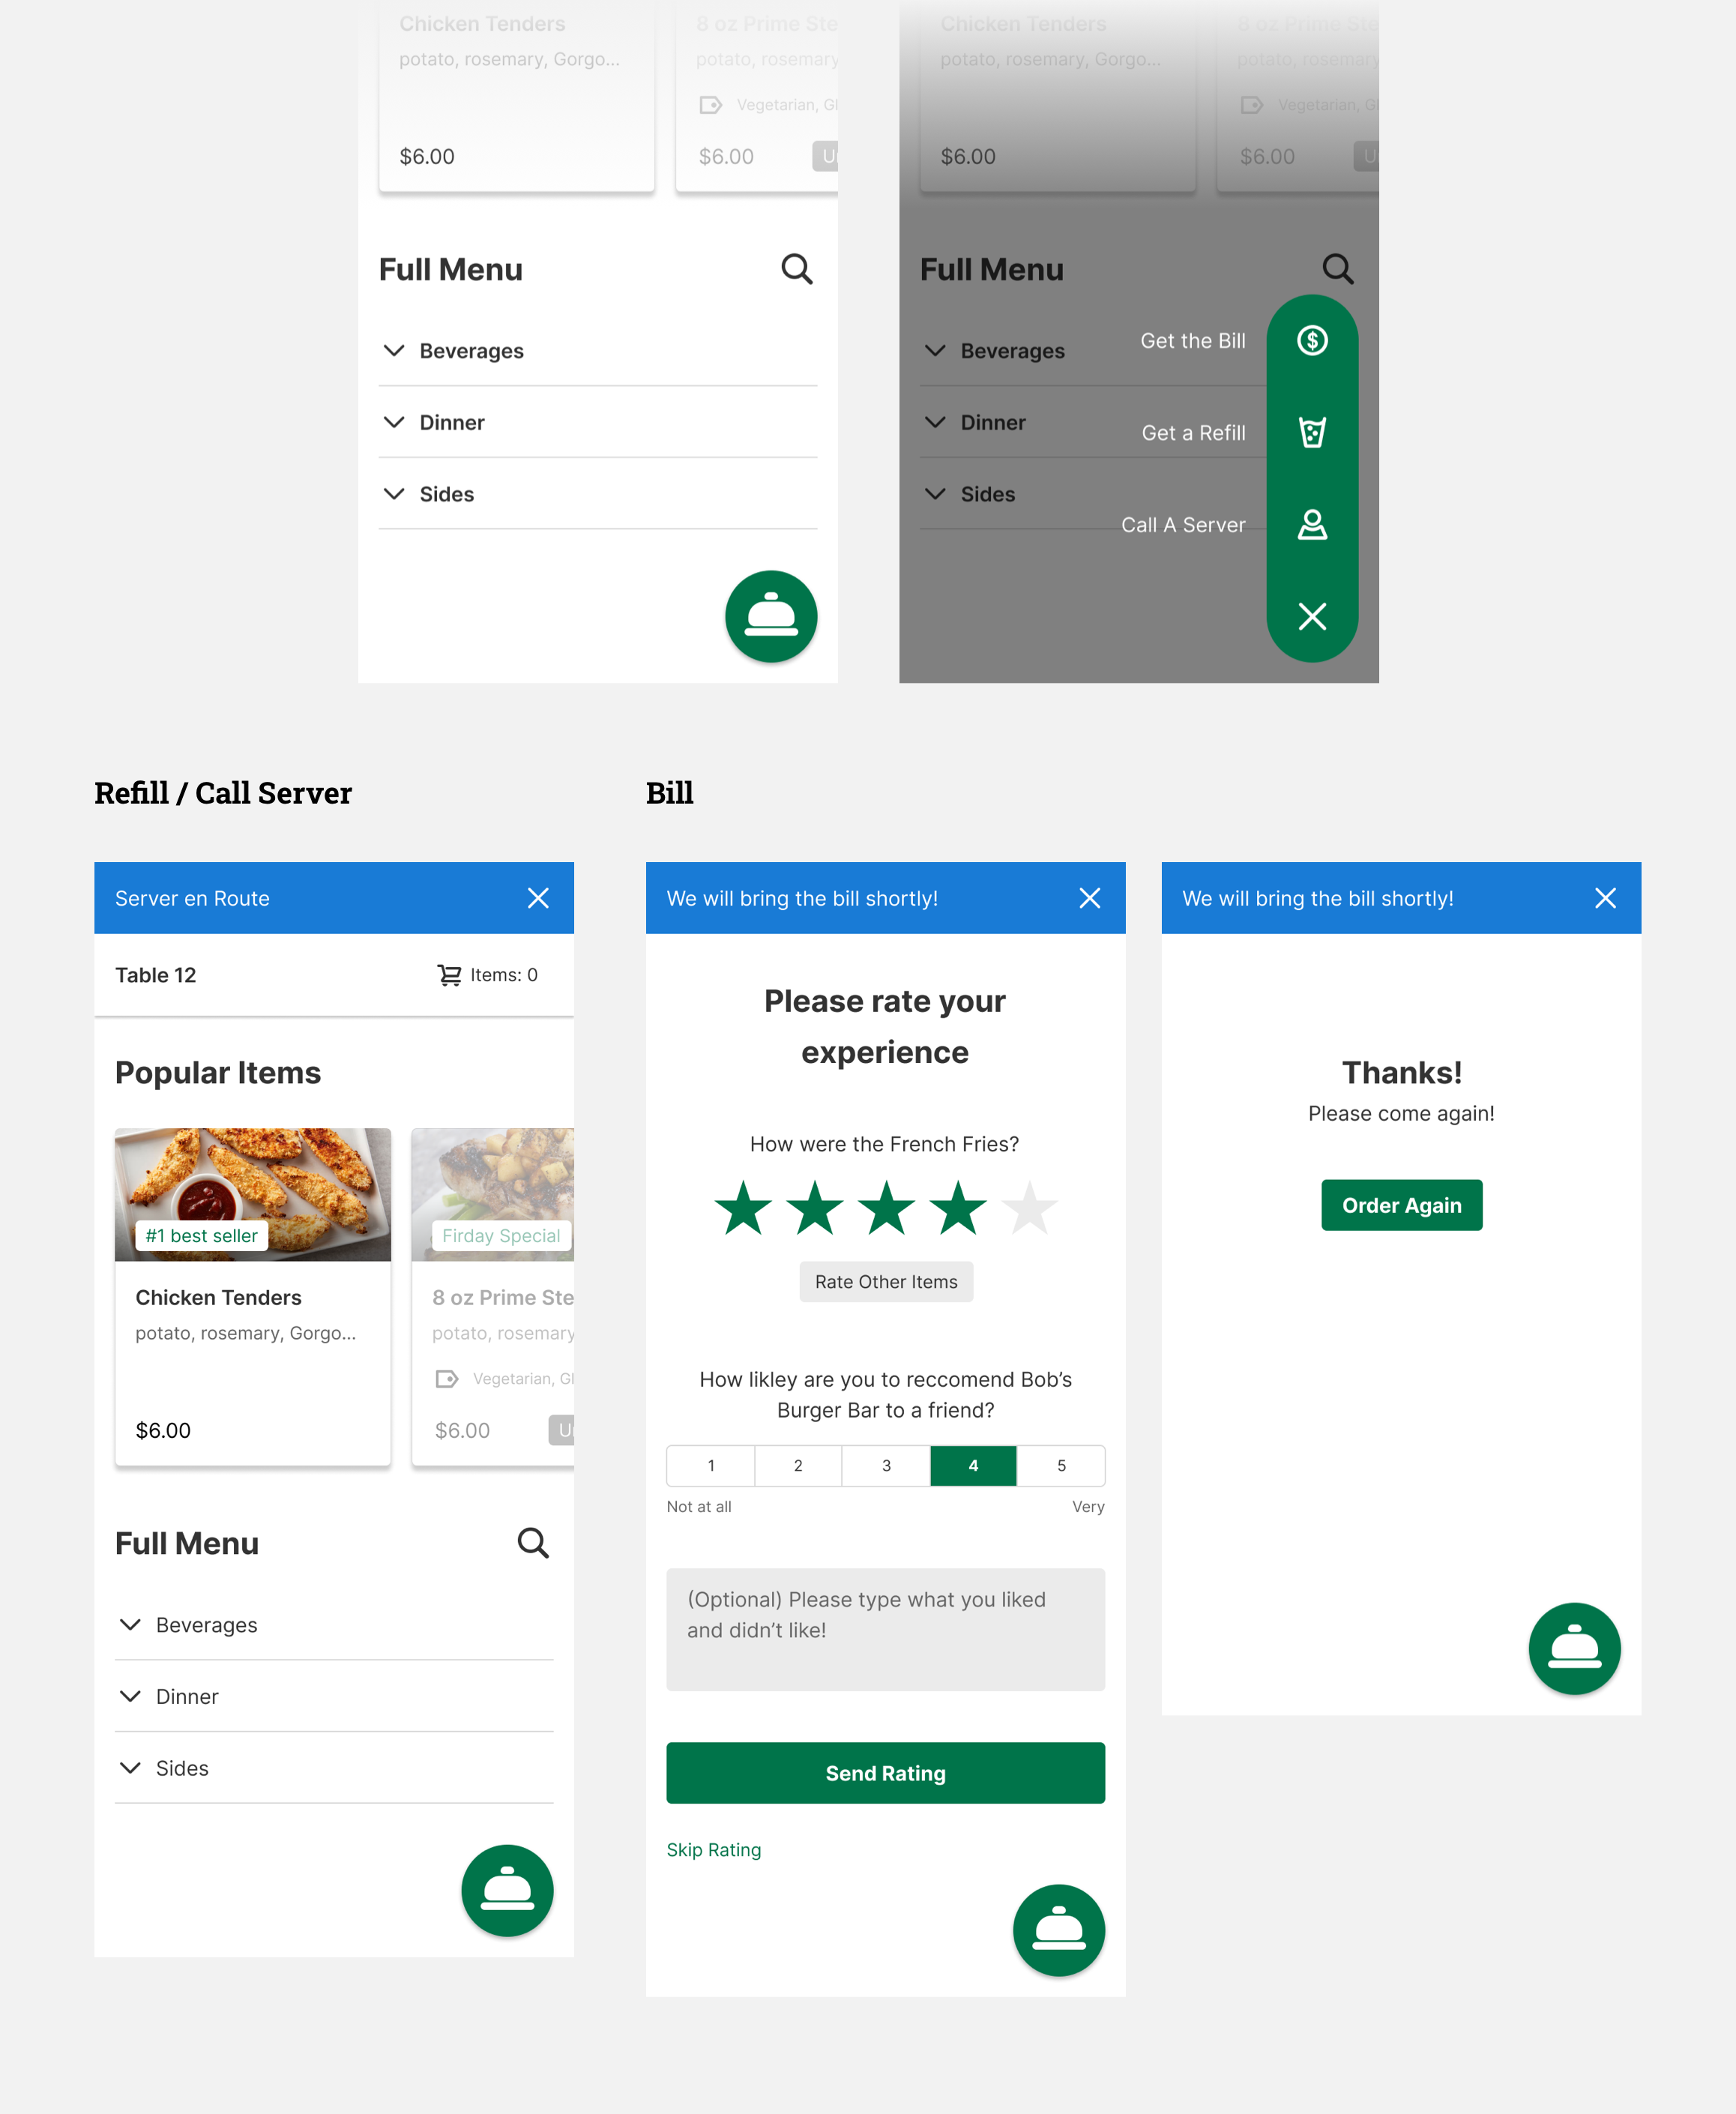 Chicken Tenders
potato, rosemary, Gorgo...
$6.00
8 oz Prime Ste
potato, rosemary
Vegetarian, Gl
$6.00
U
Full Menu
Beverages
Dinner
Sides
Chicken Tenders
potato, rosemary, Gorgo...
$6.00
8 oz Prime Ste
potato, rosemary
Vegetarian, Gl
$6.00
U
Full Menu
Beverages
Dinner
Sides
Get the Bill
Get a Refill
Call A Server
Refill / Call Server
Server en Route
Table 12
Items: 0
Popular Items
#1 best seller
Chicken Tenders
potato, rosemary, Gorgo...
$6.00
Firday Special
8 oz Prime Ste
potato, rosemary
Vegetarian, Gl
$6.00
U
Full Menu
Beverages
Dinner
Sides
Bill
We will bring the bill shortly!
Please rate your
experience
How were the French Fries?
Rate Other Items
How likley are you to reccomend Bob's
Burger Bar to a friend?
1 2 3 4 5
Not at all Very
(Optional) Please type what you liked
and didn't like!
Send Rating
Skip Rating
We will bring the bill shortly!
Thanks!
Please come again!
Order Again